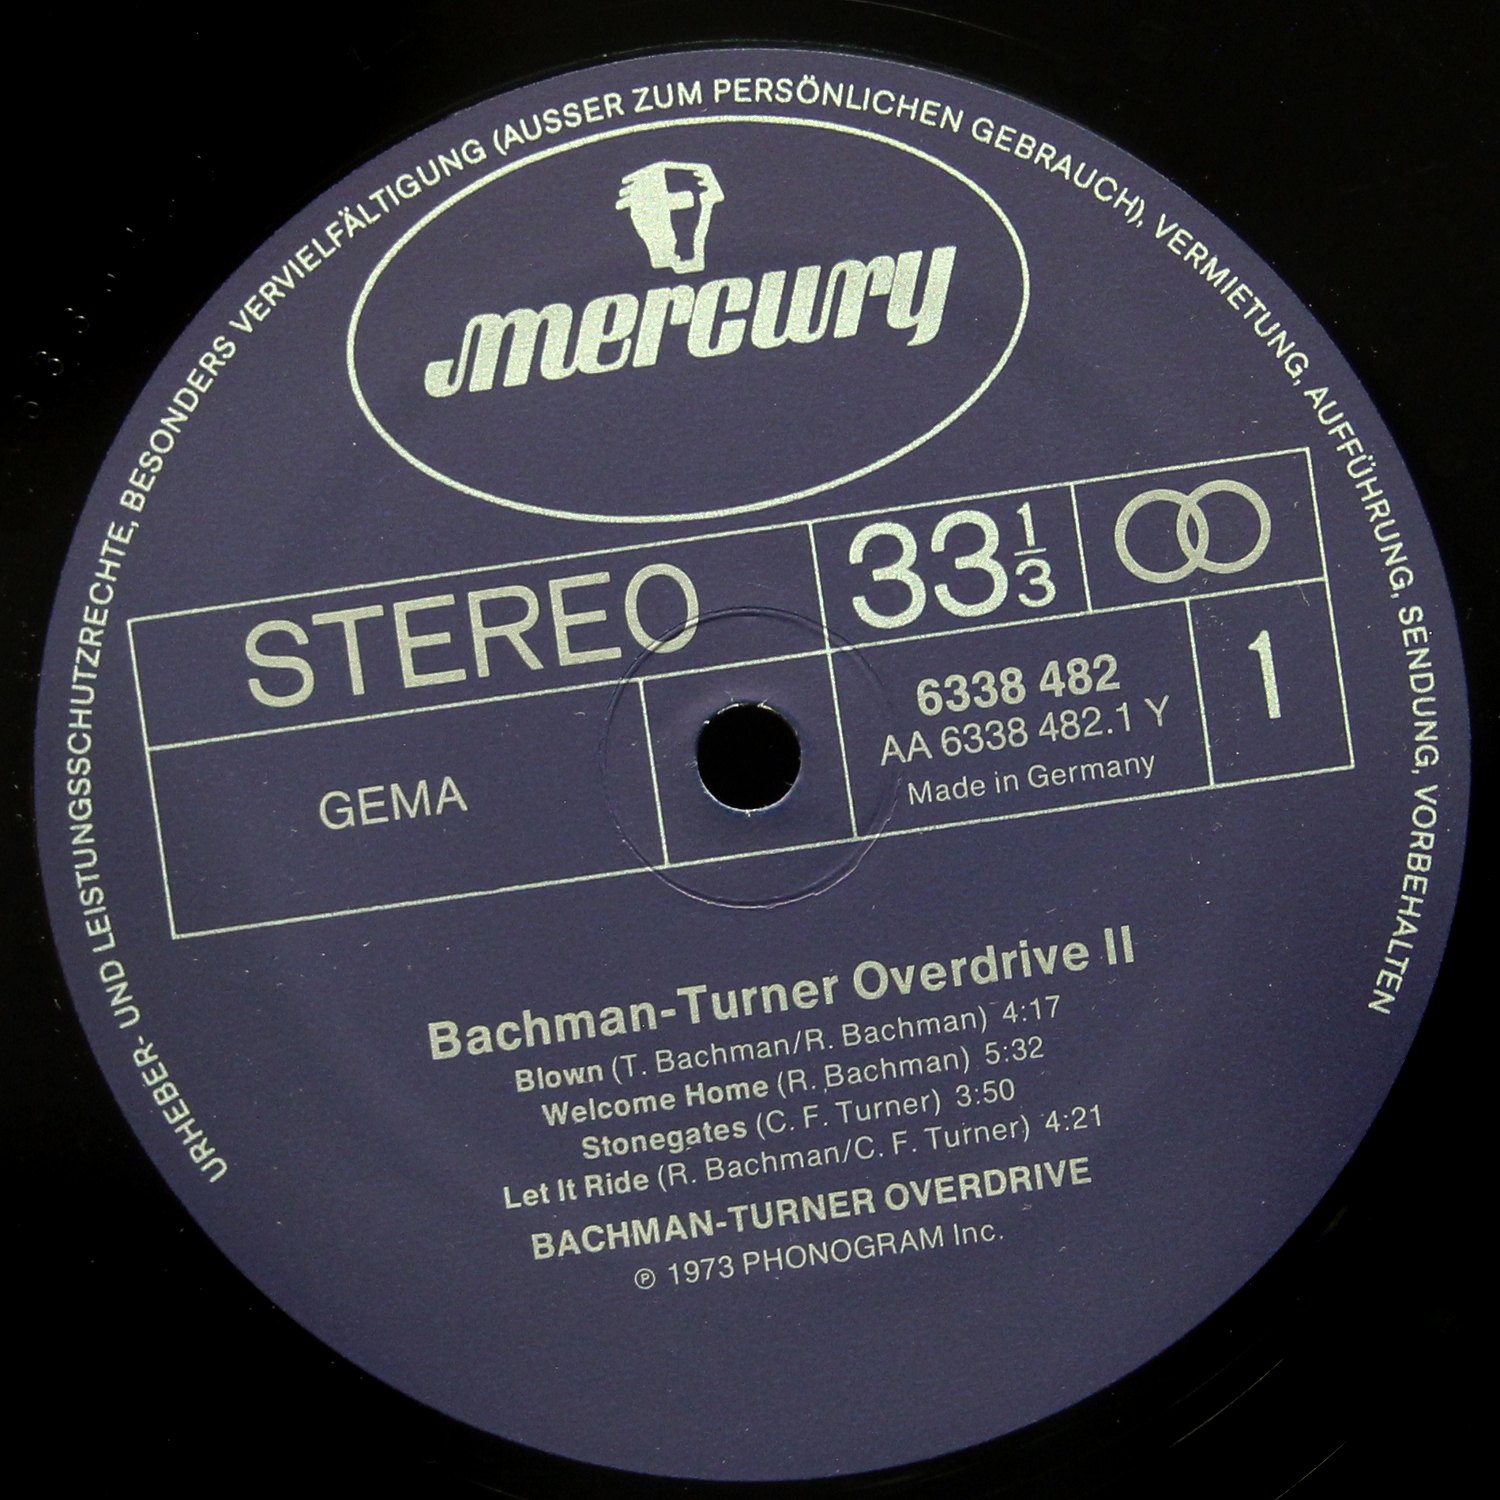 URHEBER- UND LEISTUNGSSCHUTZRECHTE, BESONDERS VERVIELFÄLTIGUNG (AUSSER ZUM PERSÖNLICHEN GEBRAUCH), VERMIETUNG, AUFFÜHRUNG, SENDUNG, VORBEHALTEN
mercury
STEREO
33 1/3
GEMA
6338 482
AA 6338 482.1 Y
Made in Germany
1
Bachman-Turner Overdrive II
Blown (T. Bachman/R. Bachman) 4:17
Welcome Home (R. Bachman) 5:32
Stonegates (C. F. Turner) 3:50
Let It Ride (R. Bachman/C. F. Turner) 4:21
BACHMAN-TURNER OVERDRIVE
℗ 1973 PHONOGRAM Inc.